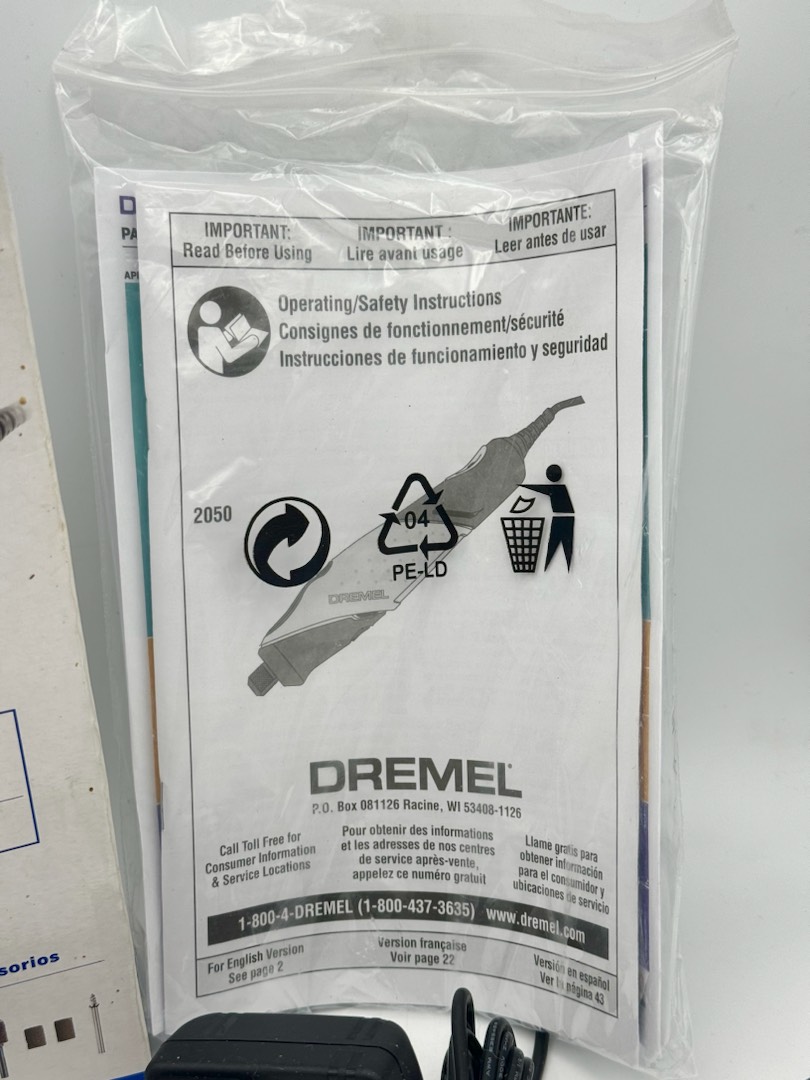 D
PA
API
IMPORTANT:
Read Before Using
IMPORTANT :
Lire avant usage
IMPORTANTE:
Leer antes de usar
Operating/Safety Instructions
Consignes de fonctionnement/sécurité
Instrucciones de funcionamiento y seguridad
2050
04
PE-LD
DREMEL
DREMEL
P.O. Box 081126 Racine, WI 53408-1126
Call Toll Free for
Consumer Information
& Service Locations
Pour obtenir des informations
et les adresses de nos centres
de service après-vente,
appelez ce numéro gratuit
Llame gratis para
obtener información
para el consumidor y
ubicaciones de servicio
1-800-4-DREMEL (1-800-437-3635) www.dremel.com
For English Version
See page 2
Version française
Voir page 22
Versión en español
Ver la página 43
sorios